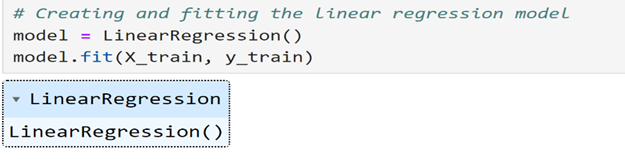 # Creating and fitting the linear regression model
model = LinearRegression()
model.fit(X_train, y_train)
▾ LinearRegression
LinearRegression()